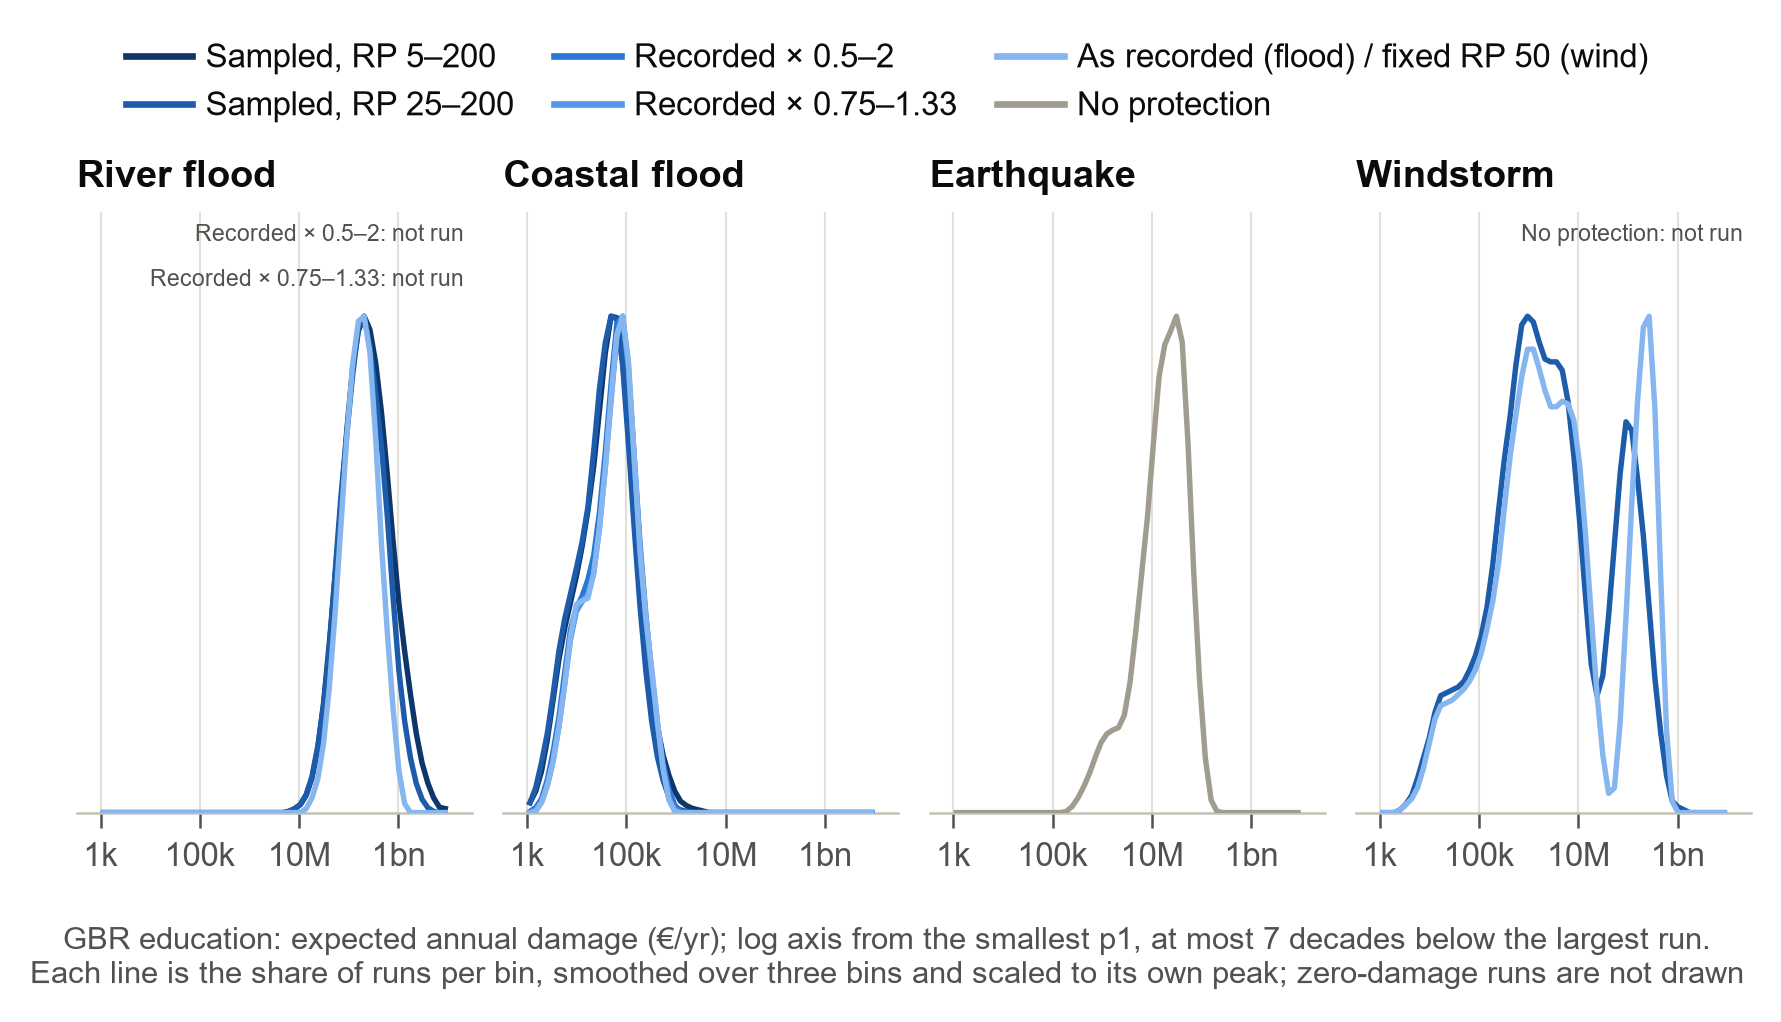 Sampled, RP 5–200
Sampled, RP 25–200
Recorded × 0.5–2
Recorded × 0.75–1.33
As recorded (flood) / fixed RP 50 (wind)
No protection
River flood
Recorded × 0.5–2: not run
Recorded × 0.75–1.33: not run
1k 100k 10M 1bn
Coastal flood
1k 100k 10M 1bn
Earthquake
1k 100k 10M 1bn
Windstorm
No protection: not run
1k 100k 10M 1bn
GBR education: expected annual damage (€/yr); log axis from the smallest p1, at most 7 decades below the largest run.
Each line is the share of runs per bin, smoothed over three bins and scaled to its own peak; zero-damage runs are not drawn